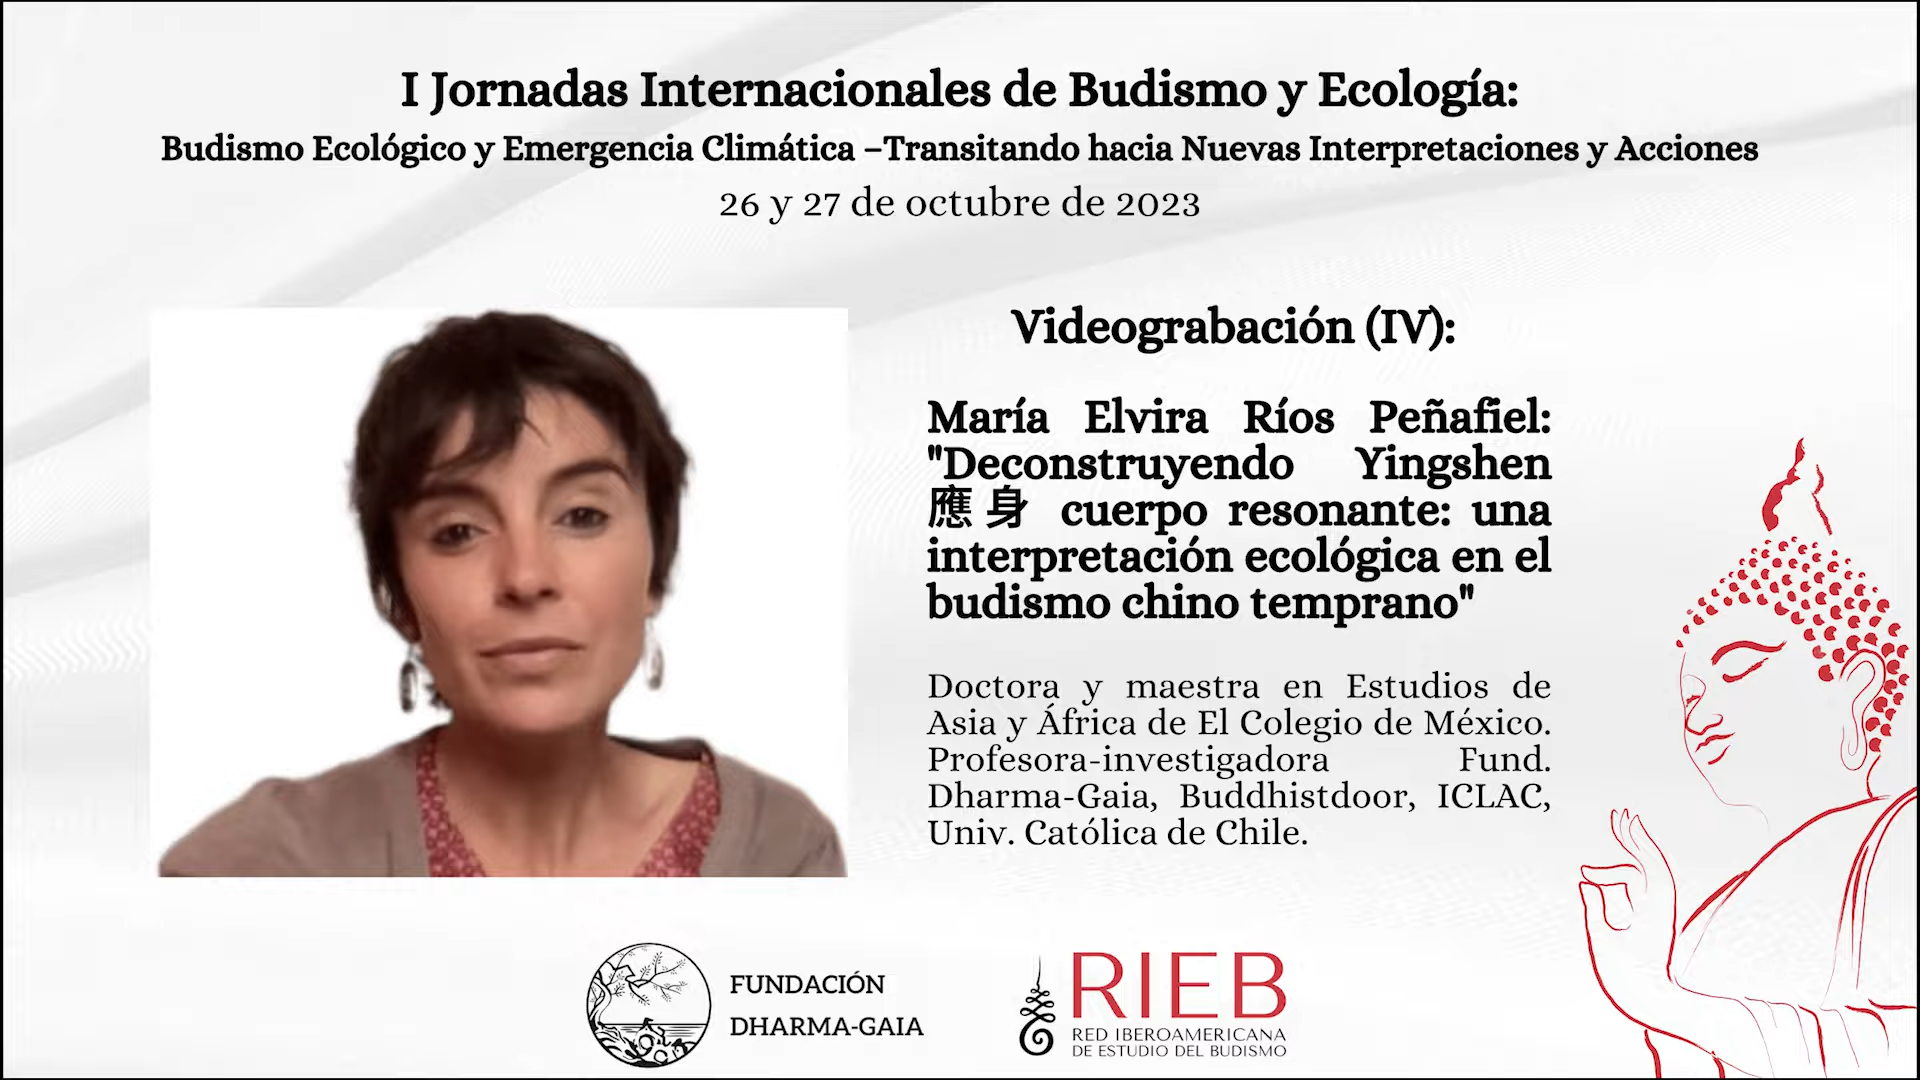 I Jornadas Internacionales de Budismo y Ecología:
Budismo Ecológico y Emergencia Climática –Transitando hacia Nuevas Interpretaciones y Acciones
26 y 27 de octubre de 2023
Videograbación (IV):
María Elvira Ríos Peñafiel:
"Deconstruyendo Yingshen
應身 cuerpo resonante: una
interpretación ecológica en el
budismo chino temprano"
Doctora y maestra en Estudios de
Asia y África de El Colegio de México.
Profesora-investigadora Fund.
Dharma-Gaia, Buddhistdoor, ICLAC,
Univ. Católica de Chile.
FUNDACIÓN
DHARMA-GAIA
RIEB
RED IBEROAMERICANA
DE ESTUDIO DEL BUDISMO